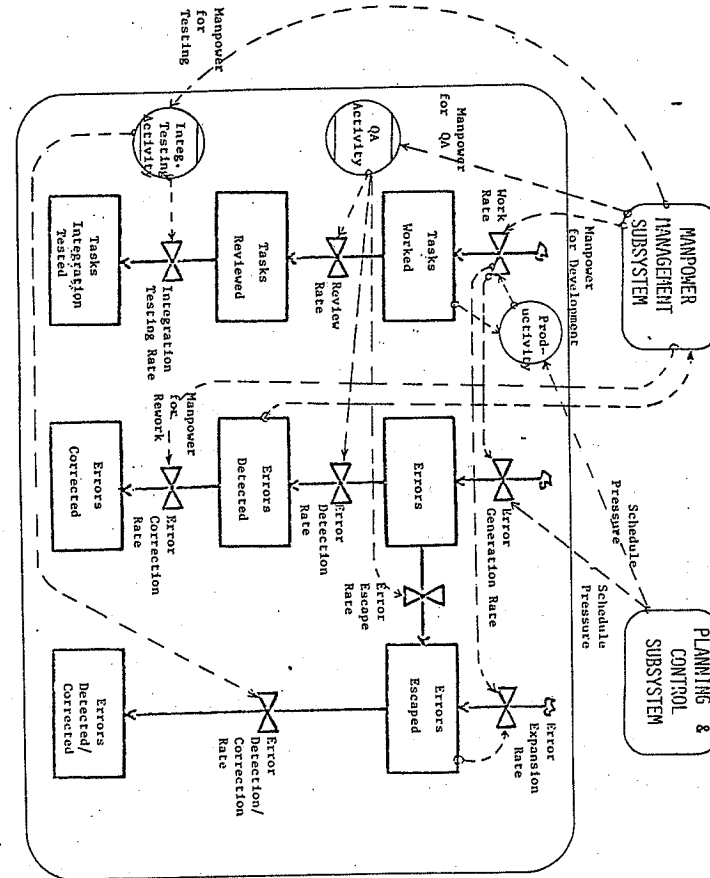 MANPOWER
MANAGEMENT
SUBSYSTEM
PLANNING &
CONTROL
SUBSYSTEM
Schedule
Pressure
Schedule
Pressure
Manpower
for Development
Manpower
for QA
Manpower
for
Testing
Work
Rate
Prod-
uctivity
Error
Generation Rate
Error
Expansion
Rate
QA
Activity
Tasks
Worked
Errors
Error
Escape
Rate
Errors
Escaped
Review
Rate
Error
Detection
Rate
Tasks
Reviewed
Errors
Detected
Integ.
Testing
Activity
Integration
Testing Rate
Manpower
for
Rework
Error
Correction
Rate
Error
Detection/
Correction
Rate
Tasks
Integration
Tested
Errors
Corrected
Errors
Detected/
Corrected